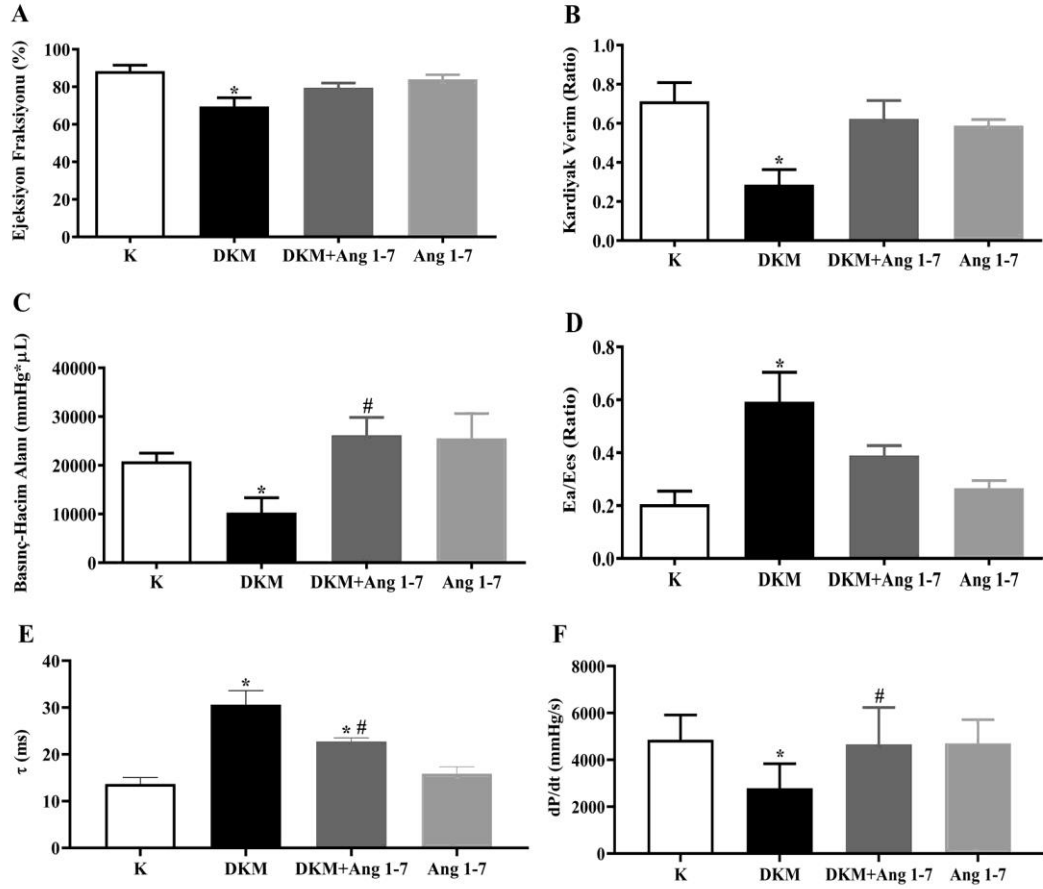 A
Ejeksiyon Fraksiyonu (%)
100
80
60
40
20
0
*
K DKM DKM+Ang 1-7 Ang 1-7
B
Kardiyak Verim (Ratio)
1.0
0.8
0.6
0.4
0.2
0.0
*
K DKM DKM+Ang 1-7 Ang 1-7
C
Basınç-Hacim Alanı (mmHg*µL)
40000
30000
20000
10000
0
* #
K DKM DKM+Ang 1-7 Ang 1-7
D
Ea/Ees (Ratio)
0.8
0.6
0.4
0.2
0.0
*
K DKM DKM+Ang 1-7 Ang 1-7
E
τ (ms)
40
30
20
10
0
* * #
K DKM DKM+Ang 1-7 Ang 1-7
F
dP/dt (mmHg/s)
8000
6000
4000
2000
0
* #
K DKM DKM+Ang 1-7 Ang 1-7